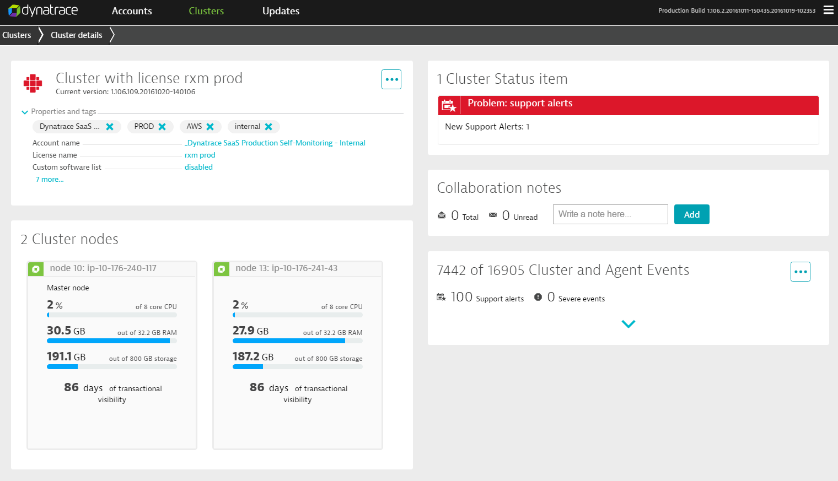 dynatrace Accounts Clusters Updates Production Build 1.106.2.20161011-150435.20161019-102353
Clusters Cluster details
Cluster with license rxm prod
Current version: 1.106.109.20161020-140106
Properties and tags
Dynatrace SaaS ... PROD AWS internal
Account name _Dynatrace SaaS Production Self-Monitoring - Internal
License name rxm prod
Custom software list disabled
7 more...
2 Cluster nodes
node 10: ip-10-176-240-117
Master node
2 % of 8 core CPU
30.5 GB out of 32.2 GB RAM
191.1 GB out of 800 GB storage
86 days of transactional
visibility
node 13: ip-10-176-241-43
2 % of 8 core CPU
27.9 GB out of 32.2 GB RAM
187.2 GB out of 800 GB storage
86 days of transactional
visibility
1 Cluster Status item
Problem: support alerts
New Support Alerts: 1
Collaboration notes
0 Total 0 Unread Write a note here... Add
7442 of 16905 Cluster and Agent Events
100 Support alerts 0 Severe events